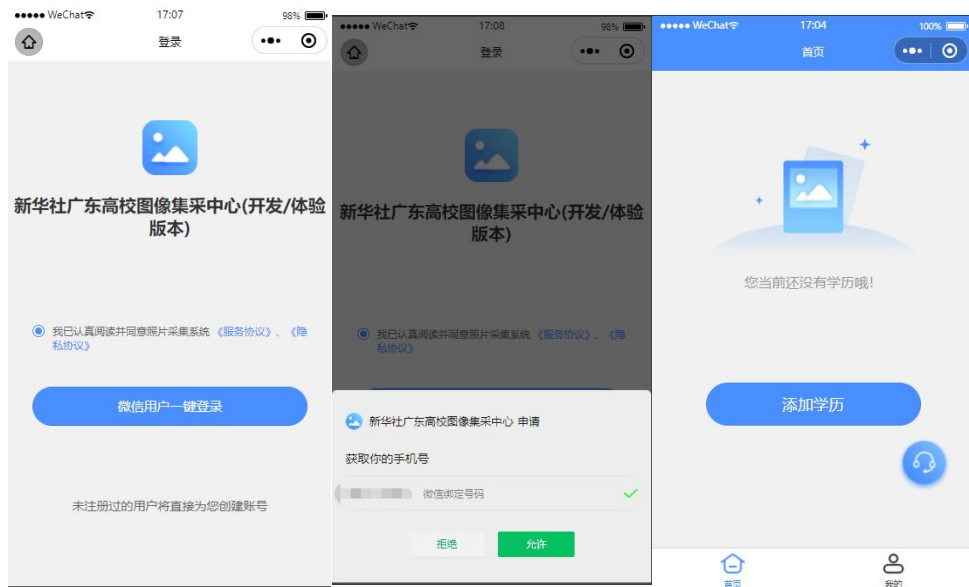 WeChat 17:07 98%
登录
新华社广东高校图像集采中心(开发/体验
版本)
我已认真阅读并同意照片采集系统《服务协议》、《隐
私协议》
微信用户一键登录
未注册过的用户将直接为您创建账号
WeChat 17:08 98%
登录
新华社广东高校图像集采中心(开发/体验
版本)
我已认真阅读并同意照片采集系统《服务协议》、《隐
私协议》
新华社广东高校图像集采中心 申请
获取你的手机号
微信绑定号码
拒绝 允许
WeChat 17:04 100%
首页
您当前还没有学历哦!
添加学历
首页 我的